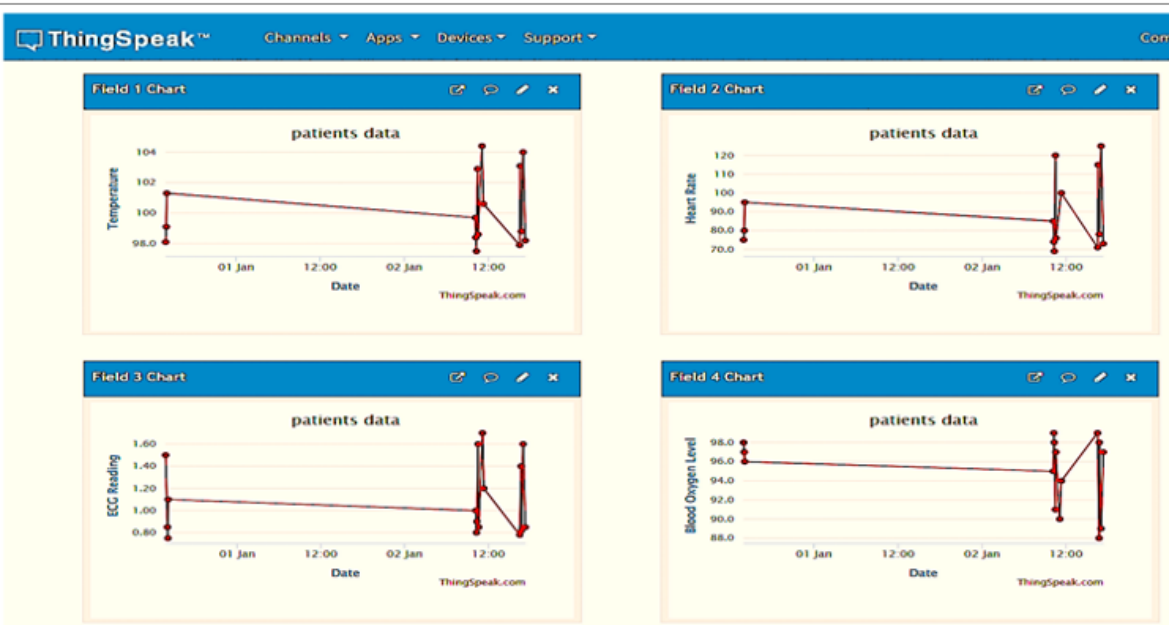 ThingSpeak™ Channels Apps Devices Support Com
Field 1 Chart
patients data
Temperature
104
102
100
98.0
01 Jan 12:00 02 Jan 12:00
Date
ThingSpeak.com
Field 2 Chart
patients data
Heart Rate
120
110
100
90.0
80.0
70.0
01 Jan 12:00 02 Jan 12:00
Date
ThingSpeak.com
Field 3 Chart
patients data
ECG Reading
1.60
1.40
1.20
1.00
0.80
01 Jan 12:00 02 Jan 12:00
Date
ThingSpeak.com
Field 4 Chart
patients data
Blood Oxygen Level
98.0
96.0
94.0
92.0
90.0
88.0
01 Jan 12:00 02 Jan 12:00
Date
ThingSpeak.com